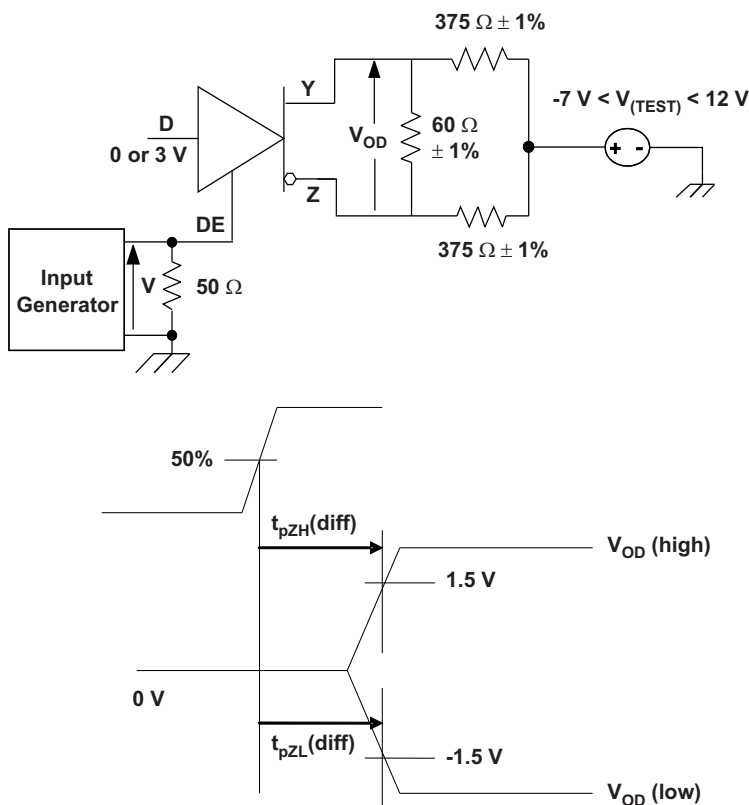 375 Ω ± 1%
Y
-7 V < V(TEST) < 12 V
D
0 or 3 V
VOD
60 Ω
± 1%
+ -
Z
DE
375 Ω ± 1%
Input
Generator
V
50 Ω
50%
tpZH(diff)
VOD (high)
1.5 V
0 V
tpZL(diff)
-1.5 V
VOD (low)